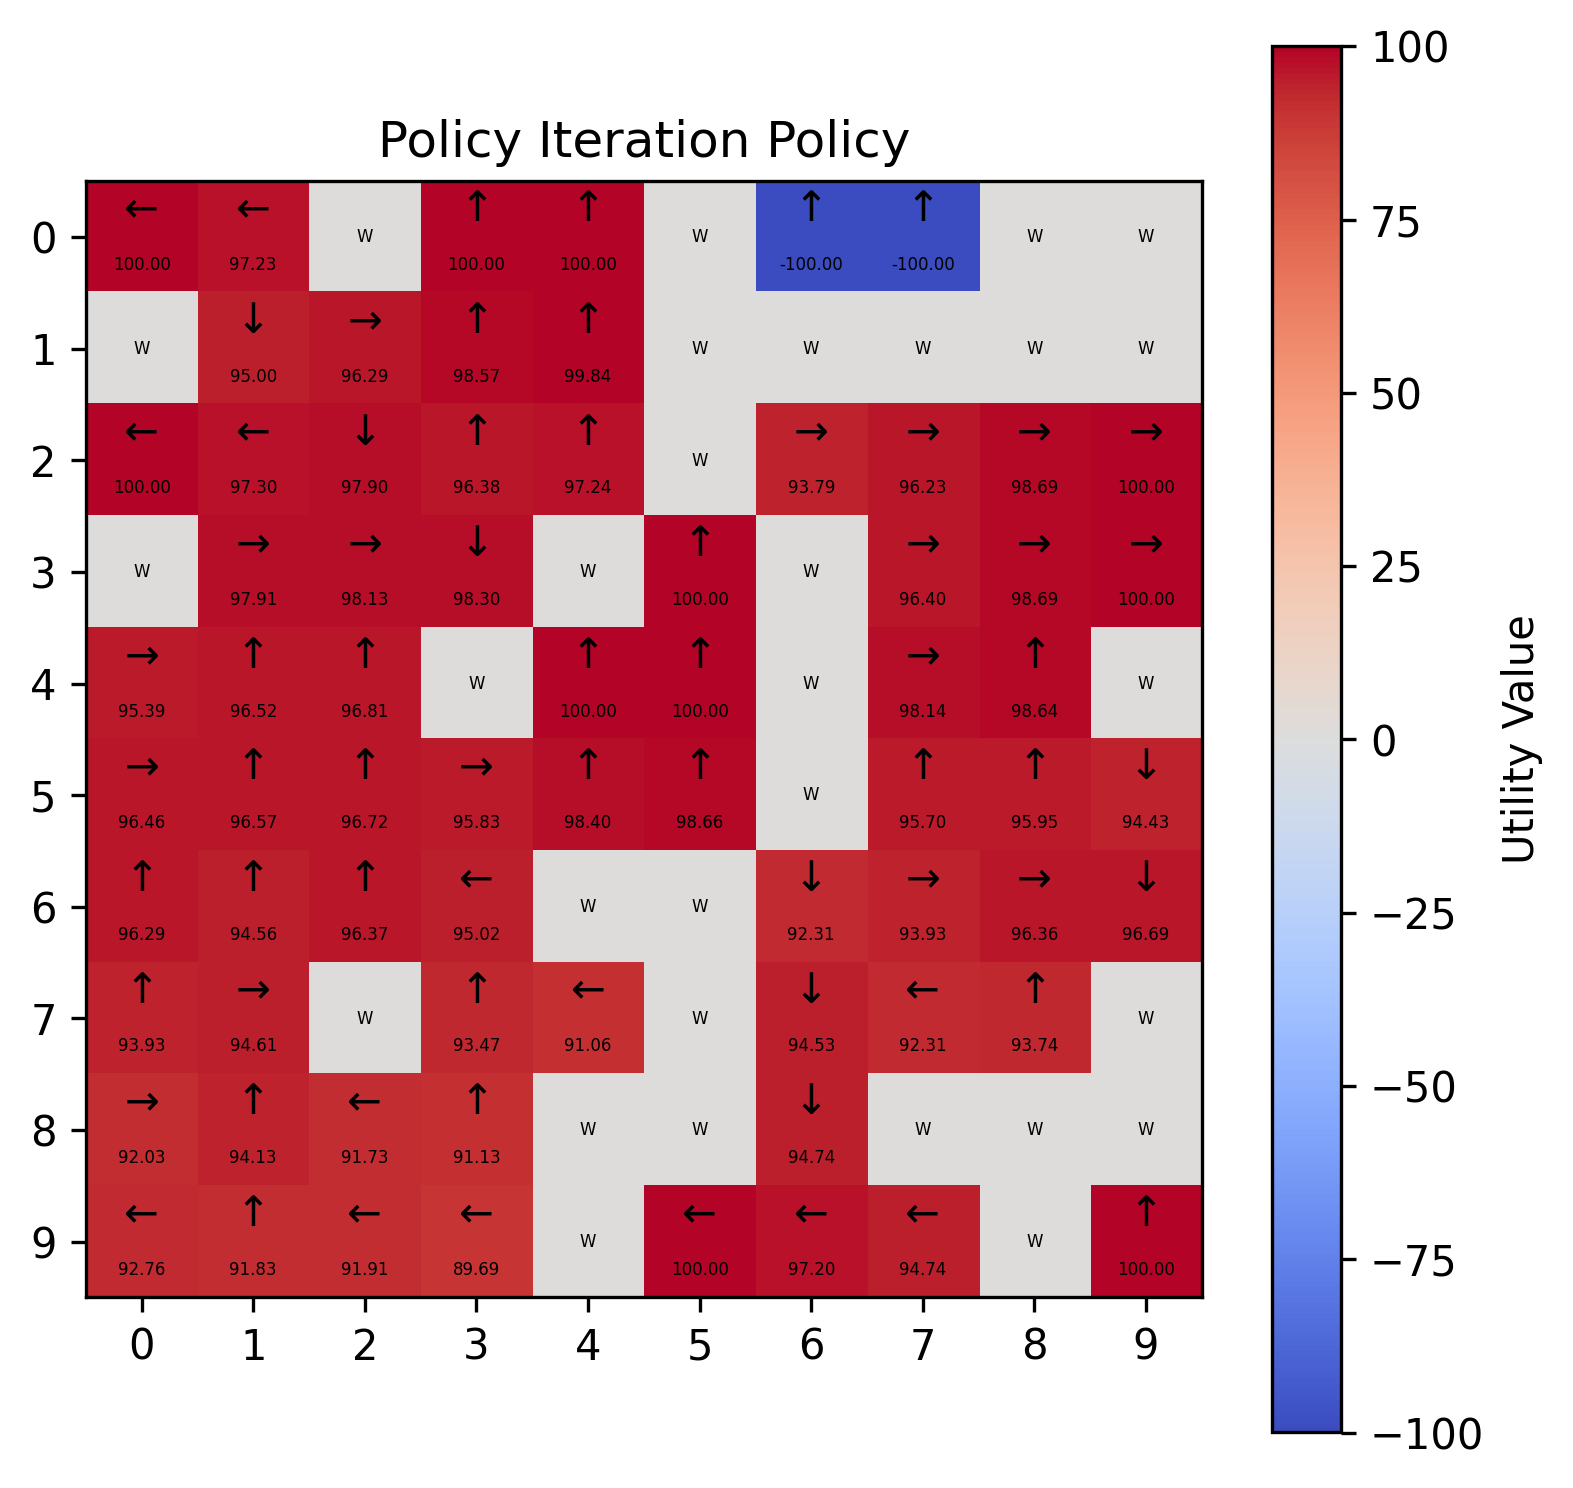 Policy Iteration Policy
0 ← ← W ↑ ↑ W ↑ ↑ W W
100.00 97.23 100.00 100.00 -100.00 -100.00
1 W ↓ → ↑ ↑ W W W W W
95.00 96.29 98.57 99.84
2 ← ← ↓ ↑ ↑ W → → → →
100.00 97.30 97.90 96.38 97.24 93.79 96.23 98.69 100.00
3 W → → ↓ W ↑ W → → →
97.91 98.13 98.30 100.00 96.40 98.69 100.00
4 → ↑ ↑ W ↑ ↑ W → ↑ W
95.39 96.52 96.81 100.00 100.00 98.14 98.64
5 → ↑ ↑ → ↑ ↑ W ↑ ↑ ↓
96.46 96.57 96.72 95.83 98.40 98.66 95.70 95.95 94.43
6 ↑ ↑ ↑ ← W W ↓ → → ↓
96.29 94.56 96.37 95.02 92.31 93.93 96.36 96.69
7 ↑ → W ↑ ← W ↓ ← ↑ W
93.93 94.61 93.47 91.06 94.53 92.31 93.74
8 → ↑ ← ↑ W W ↓ W W W
92.03 94.13 91.73 91.13 94.74
9 ← ↑ ← ← W ← ← ← W ↑
92.76 91.83 91.91 89.69 100.00 97.20 94.74 100.00
0 1 2 3 4 5 6 7 8 9
100
75
50
25
0
−25
−50
−75
−100
Utility Value